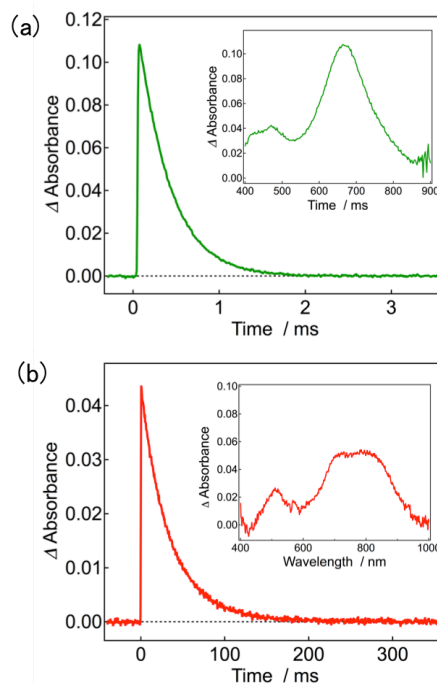 (a)
Δ Absorbance
0.12
0.10
0.08
0.06
0.04
0.02
0.00
0 1 2 3
Time / ms
Δ Absorbance
0.10
0.08
0.06
0.04
0.02
0.00
400 500 600 700 800 900
Time / ms
(b)
Δ Absorbance
0.04
0.03
0.02
0.01
0.00
0 100 200 300
Time / ms
Δ Absorbance
0.10
0.08
0.06
0.04
0.02
0.00
400 600 800 1000
Wavelength / nm